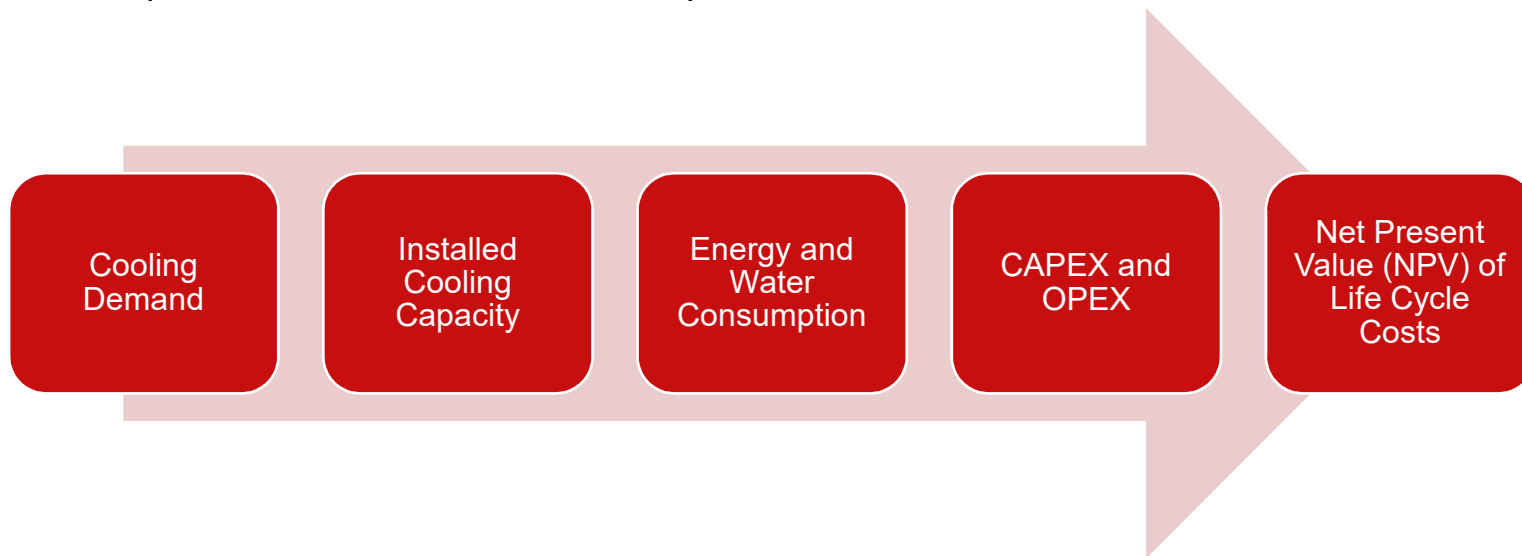 Cooling
Demand
Installed
Cooling
Capacity
Energy and
Water
Consumption
CAPEX and
OPEX
Net Present
Value (NPV) of
Life Cycle
Costs